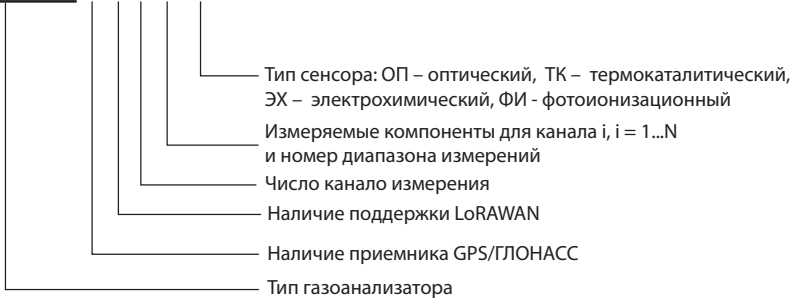 Тип сенсора: ОП – оптический, ТК – термокаталитический,
ЭХ – электрохимический, ФИ - фотоионизационный
Измеряемые компоненты для канала i, i = 1...N
и номер диапазона измерений
Число канало измерения
Наличие поддержки LoRAWAN
Наличие приемника GPS/ГЛОНАСС
Тип газоанализатора